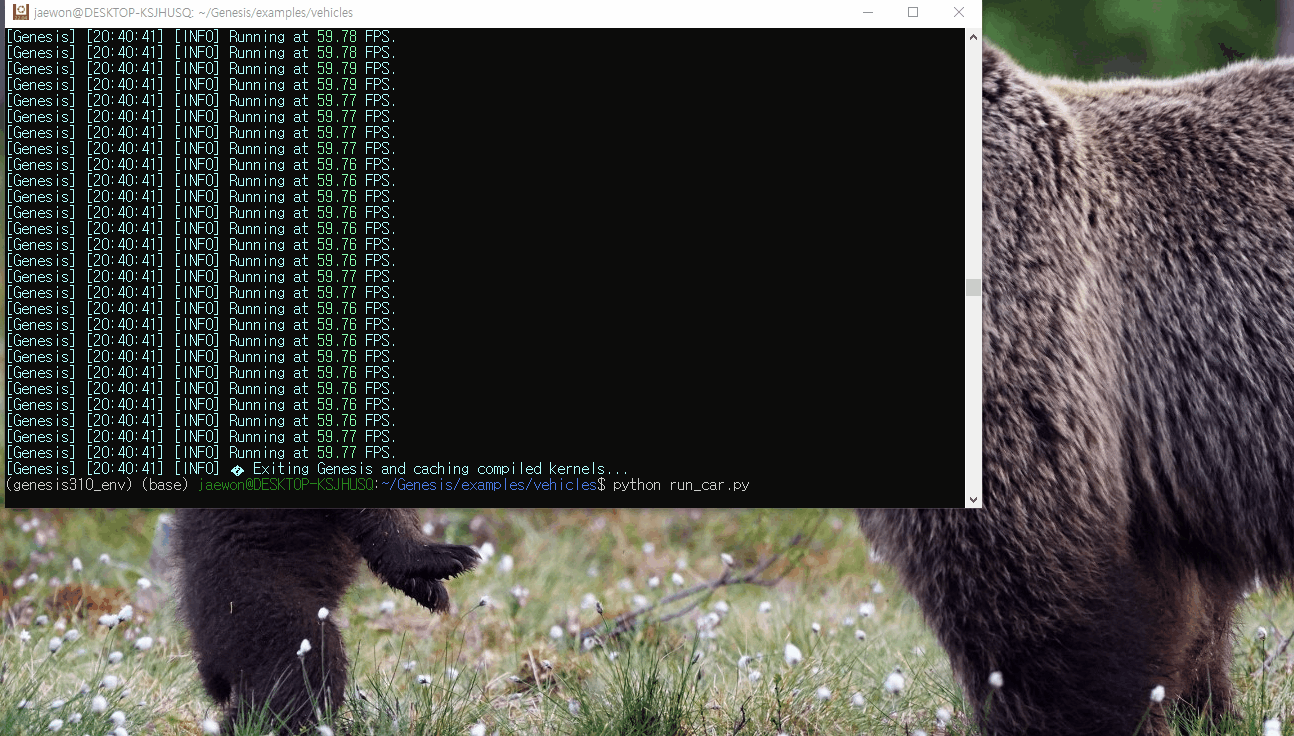 jaewon@DESKTOP-KSJHUSQ: ~/Genesis/examples/vehicles
[Genesis] [20:40:41] [INFO] Running at 59.78 FPS.
[Genesis] [20:40:41] [INFO] Running at 59.78 FPS.
[Genesis] [20:40:41] [INFO] Running at 59.79 FPS.
[Genesis] [20:40:41] [INFO] Running at 59.79 FPS.
[Genesis] [20:40:41] [INFO] Running at 59.77 FPS.
[Genesis] [20:40:41] [INFO] Running at 59.77 FPS.
[Genesis] [20:40:41] [INFO] Running at 59.77 FPS.
[Genesis] [20:40:41] [INFO] Running at 59.77 FPS.
[Genesis] [20:40:41] [INFO] Running at 59.76 FPS.
[Genesis] [20:40:41] [INFO] Running at 59.76 FPS.
[Genesis] [20:40:41] [INFO] Running at 59.76 FPS.
[Genesis] [20:40:41] [INFO] Running at 59.76 FPS.
[Genesis] [20:40:41] [INFO] Running at 59.76 FPS.
[Genesis] [20:40:41] [INFO] Running at 59.76 FPS.
[Genesis] [20:40:41] [INFO] Running at 59.76 FPS.
[Genesis] [20:40:41] [INFO] Running at 59.77 FPS.
[Genesis] [20:40:41] [INFO] Running at 59.77 FPS.
[Genesis] [20:40:41] [INFO] Running at 59.76 FPS.
[Genesis] [20:40:41] [INFO] Running at 59.76 FPS.
[Genesis] [20:40:41] [INFO] Running at 59.76 FPS.
[Genesis] [20:40:41] [INFO] Running at 59.76 FPS.
[Genesis] [20:40:41] [INFO] Running at 59.76 FPS.
[Genesis] [20:40:41] [INFO] Running at 59.76 FPS.
[Genesis] [20:40:41] [INFO] Running at 59.76 FPS.
[Genesis] [20:40:41] [INFO] Running at 59.76 FPS.
[Genesis] [20:40:41] [INFO] Running at 59.77 FPS.
[Genesis] [20:40:41] [INFO] Running at 59.77 FPS.
[Genesis] [20:40:41] [INFO] � Exiting Genesis and caching compiled kernels...
(genesis310_env) (base) jaewon@DESKTOP-KSJHUSQ:~/Genesis/examples/vehicles$ python run_car.py